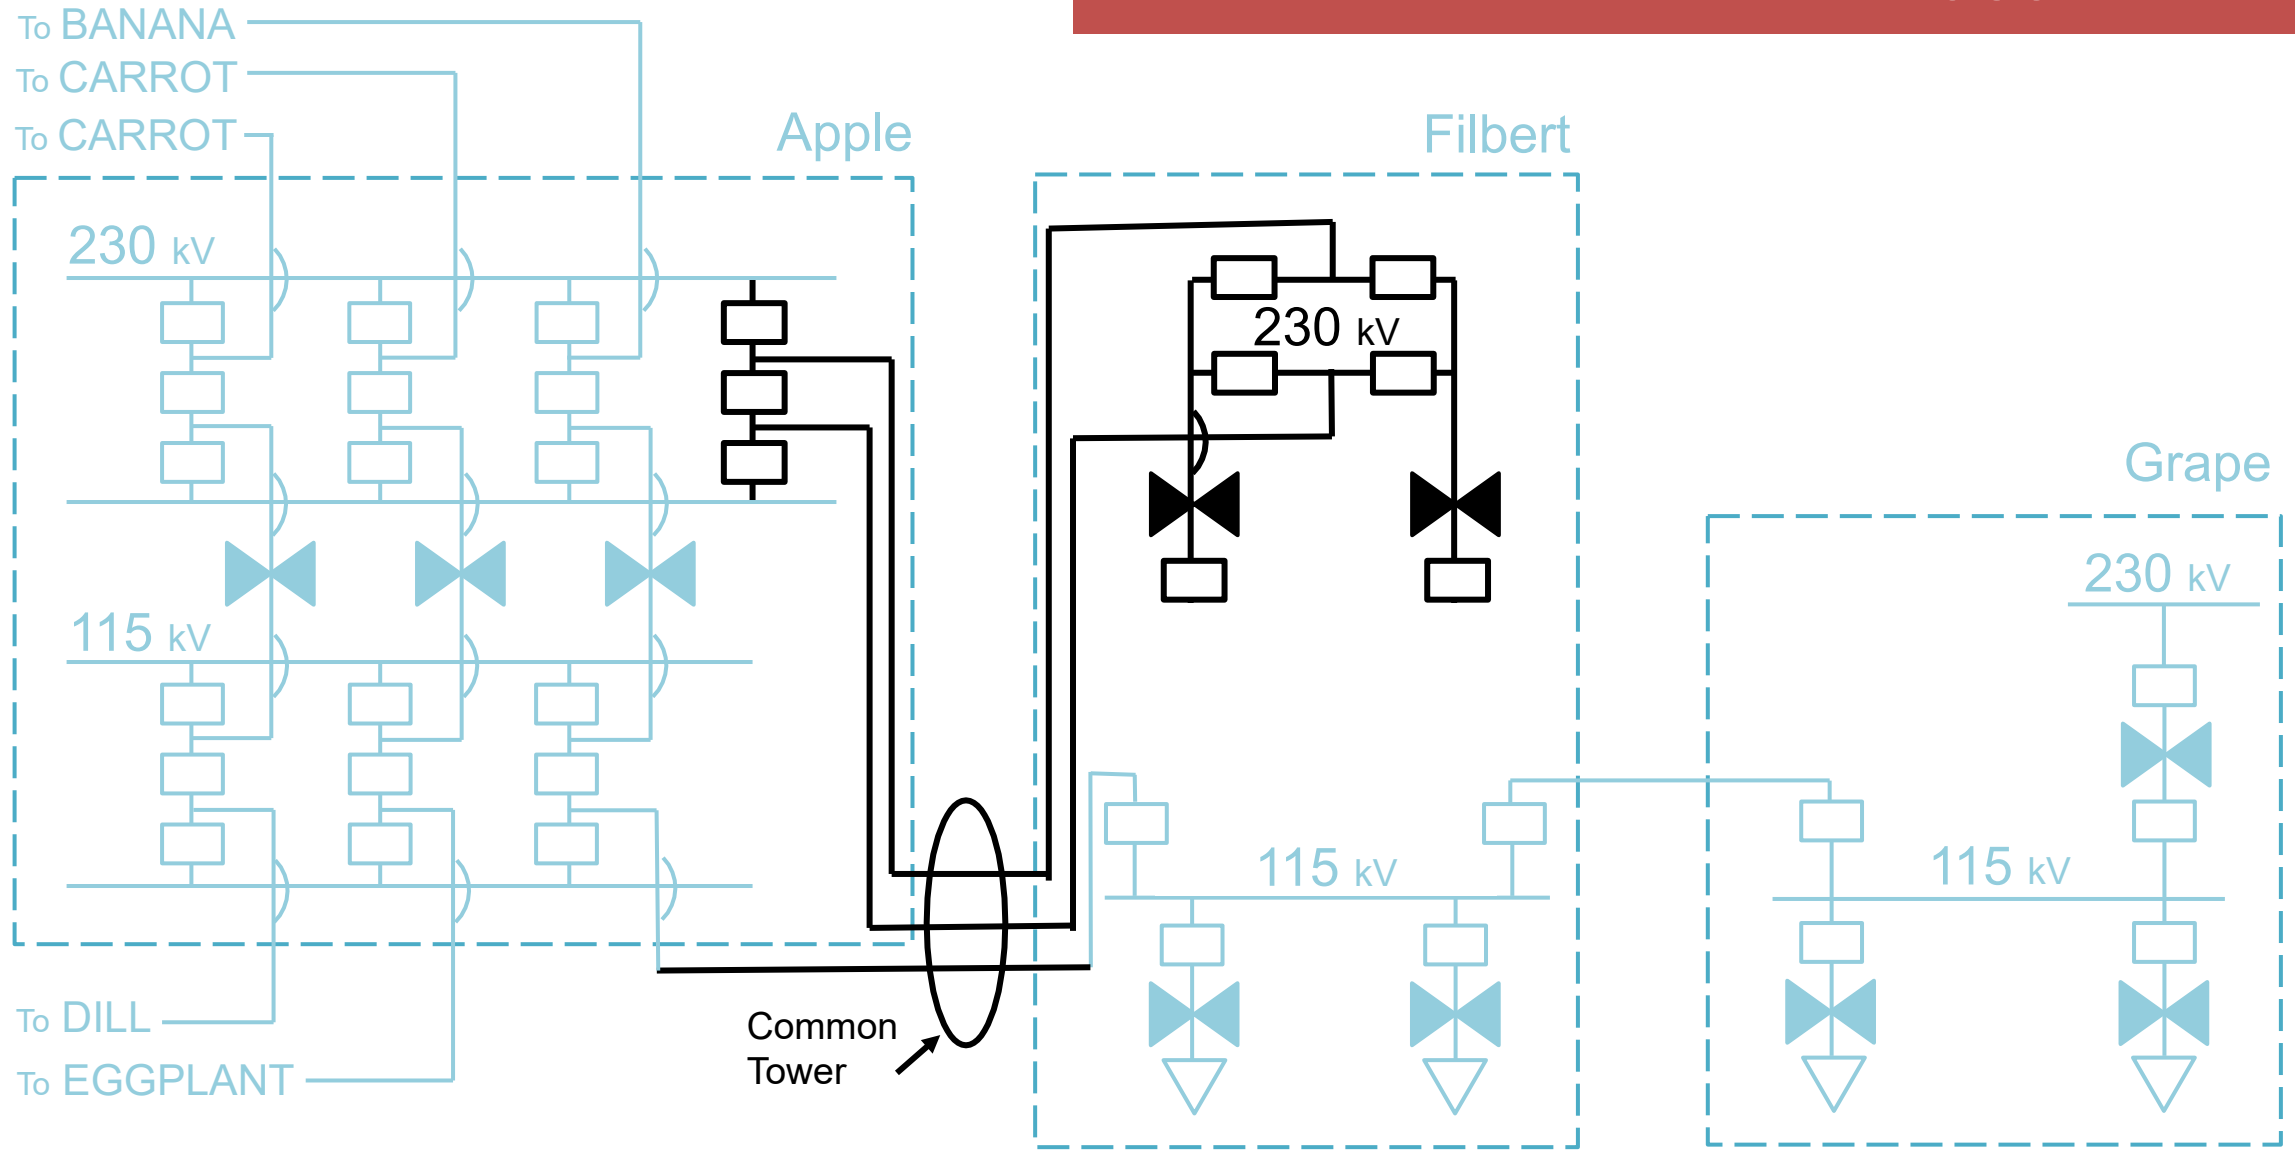 To BANANA
To CARROT
To CARROT
Apple
Filbert
230 kV
230 kV
Grape
230 kV
115 kV
115 kV
115 kV
Common
Tower
To DILL
To EGGPLANT